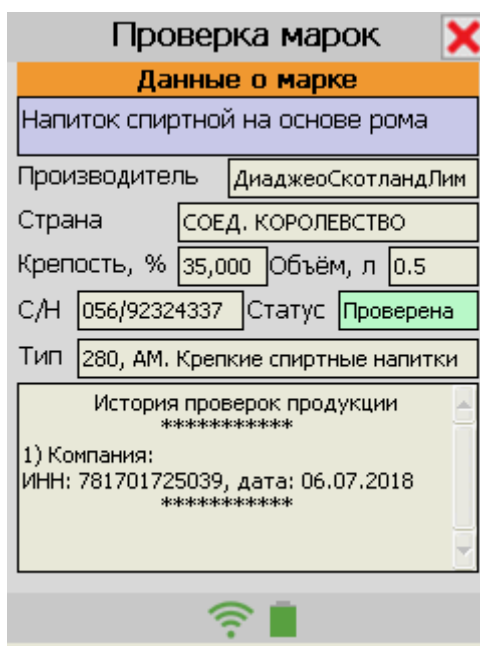 Проверка марок
Данные о марке
Напиток спиртной на основе рома
Производитель ДиаджеоСкотландЛим
Страна СОЕД. КОРОЛЕВСТВО
Крепость, % 35,000 Объём, л 0.5
С/Н 056/92324337 Статус Проверена
Тип 280, АМ. Крепкие спиртные напитки
История проверок продукции
***********
1) Компания:
ИНН: 781701725039, дата: 06.07.2018
***********